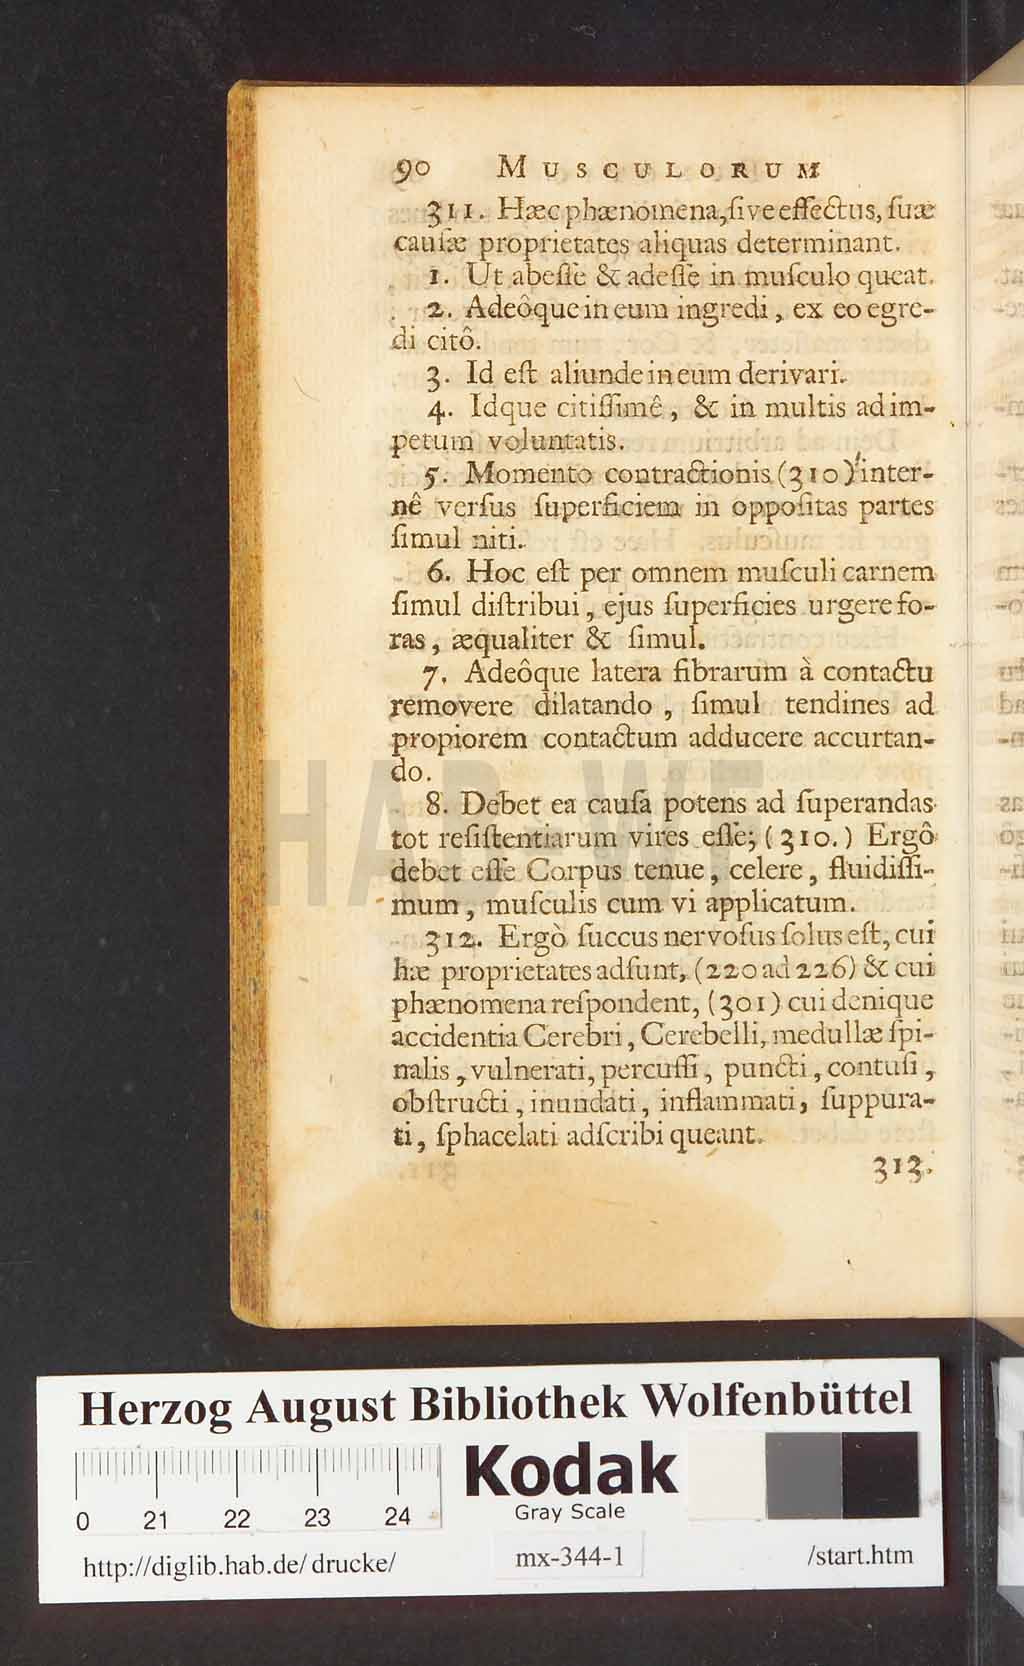 90 MUSCULORUM
311. Hæc phænomena, ſive effectus, ſuæ
cauſæ proprietates aliquas determinant.
1. Ut abeſſe & adeſſe in muſculo queat.
2. Adeôque in eum ingredi, ex eo egre-
di citô.
3. Id eſt aliunde in eum derivari.
4. Idque citiſſimê, & in multis ad im-
petum voluntatis.
5. Momento contractionis (310) inter-
nê verſus ſuperficiem in oppoſitas partes
ſimul niti.
6. Hoc eſt per omnem muſculi carnem
ſimul diſtribui, ejus ſuperficies urgere fo-
ras, æqualiter & ſimul.
7. Adeôque latera fibrarum à contactu
removere dilatando, ſimul tendines ad
propiorem contactum adducere accurtan-
do.
8. Debet ea cauſa potens ad ſuperandas
tot reſiſtentiarum vires eſſe; (310.) Ergô
debet eſſe Corpus tenue, celere, fluidiſſi-
mum, muſculis cum vi applicatum.
312. Ergò ſuccus nervoſus ſolus eſt, cui
hæ proprietates adſunt, (220 ad 226) & cui
phænomena reſpondent, (301) cui denique
accidentia Cerebri, Cerebelli, medullæ ſpi-
nalis, vulnerati, percuſſi, puncti, contuſi,
obſtructi, inundati, inflammati, ſuppura-
ti, ſphacelati adſcribi queant.
313.
HAB WF
Herzog August Bibliothek Wolfenbüttel
Kodak
Gray Scale
0 21 22 23 24
http://diglib.hab.de/drucke/ mx-344-1 /start.htm